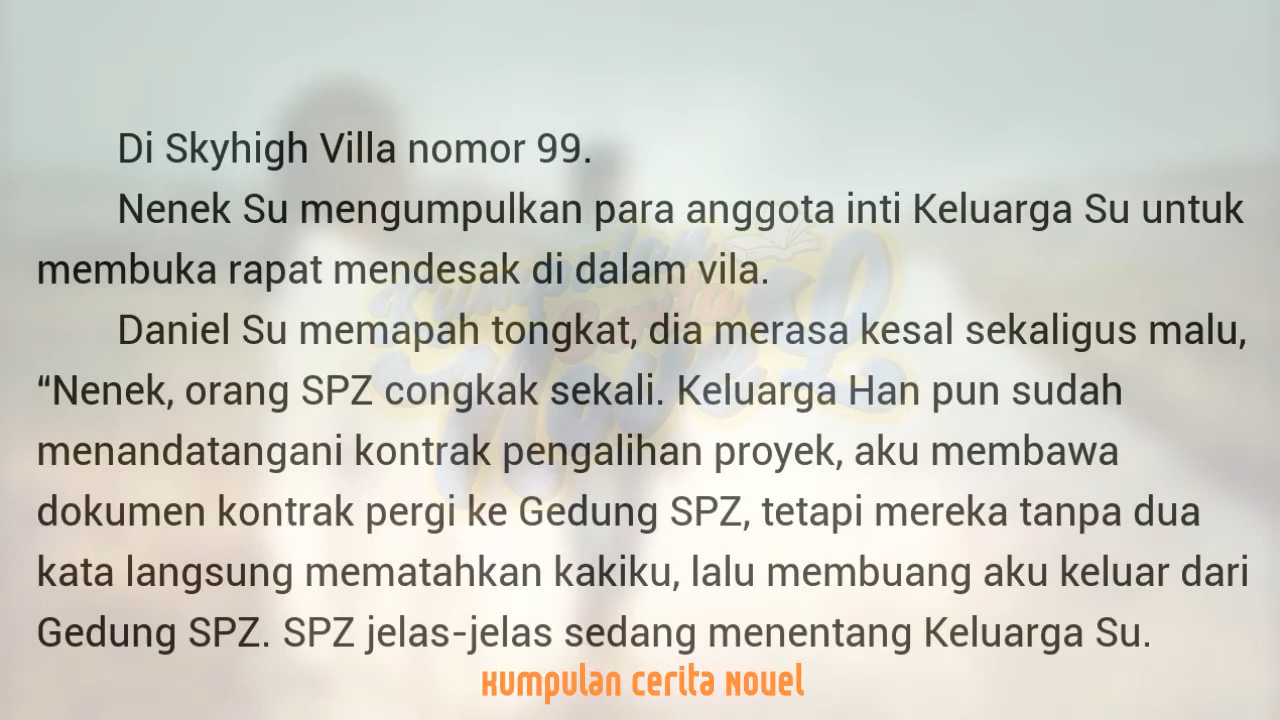 Di Skyhigh Villa nomor 99.
Nenek Su mengumpulkan para anggota inti Keluarga Su untuk
membuka rapat mendesak di dalam vila.
Daniel Su memapah tongkat, dia merasa kesal sekaligus malu,
“Nenek, orang SPZ congkak sekali. Keluarga Han pun sudah
menandatangani kontrak pengalihan proyek, aku membawa
dokumen kontrak pergi ke Gedung SPZ, tetapi mereka tanpa dua
kata langsung mematahkan kakiku, lalu membuang aku keluar dari
Gedung SPZ. SPZ jelas-jelas sedang menentang Keluarga Su.
Kumpulan Cerita Novel
Kumpulan
Cerita
Novel